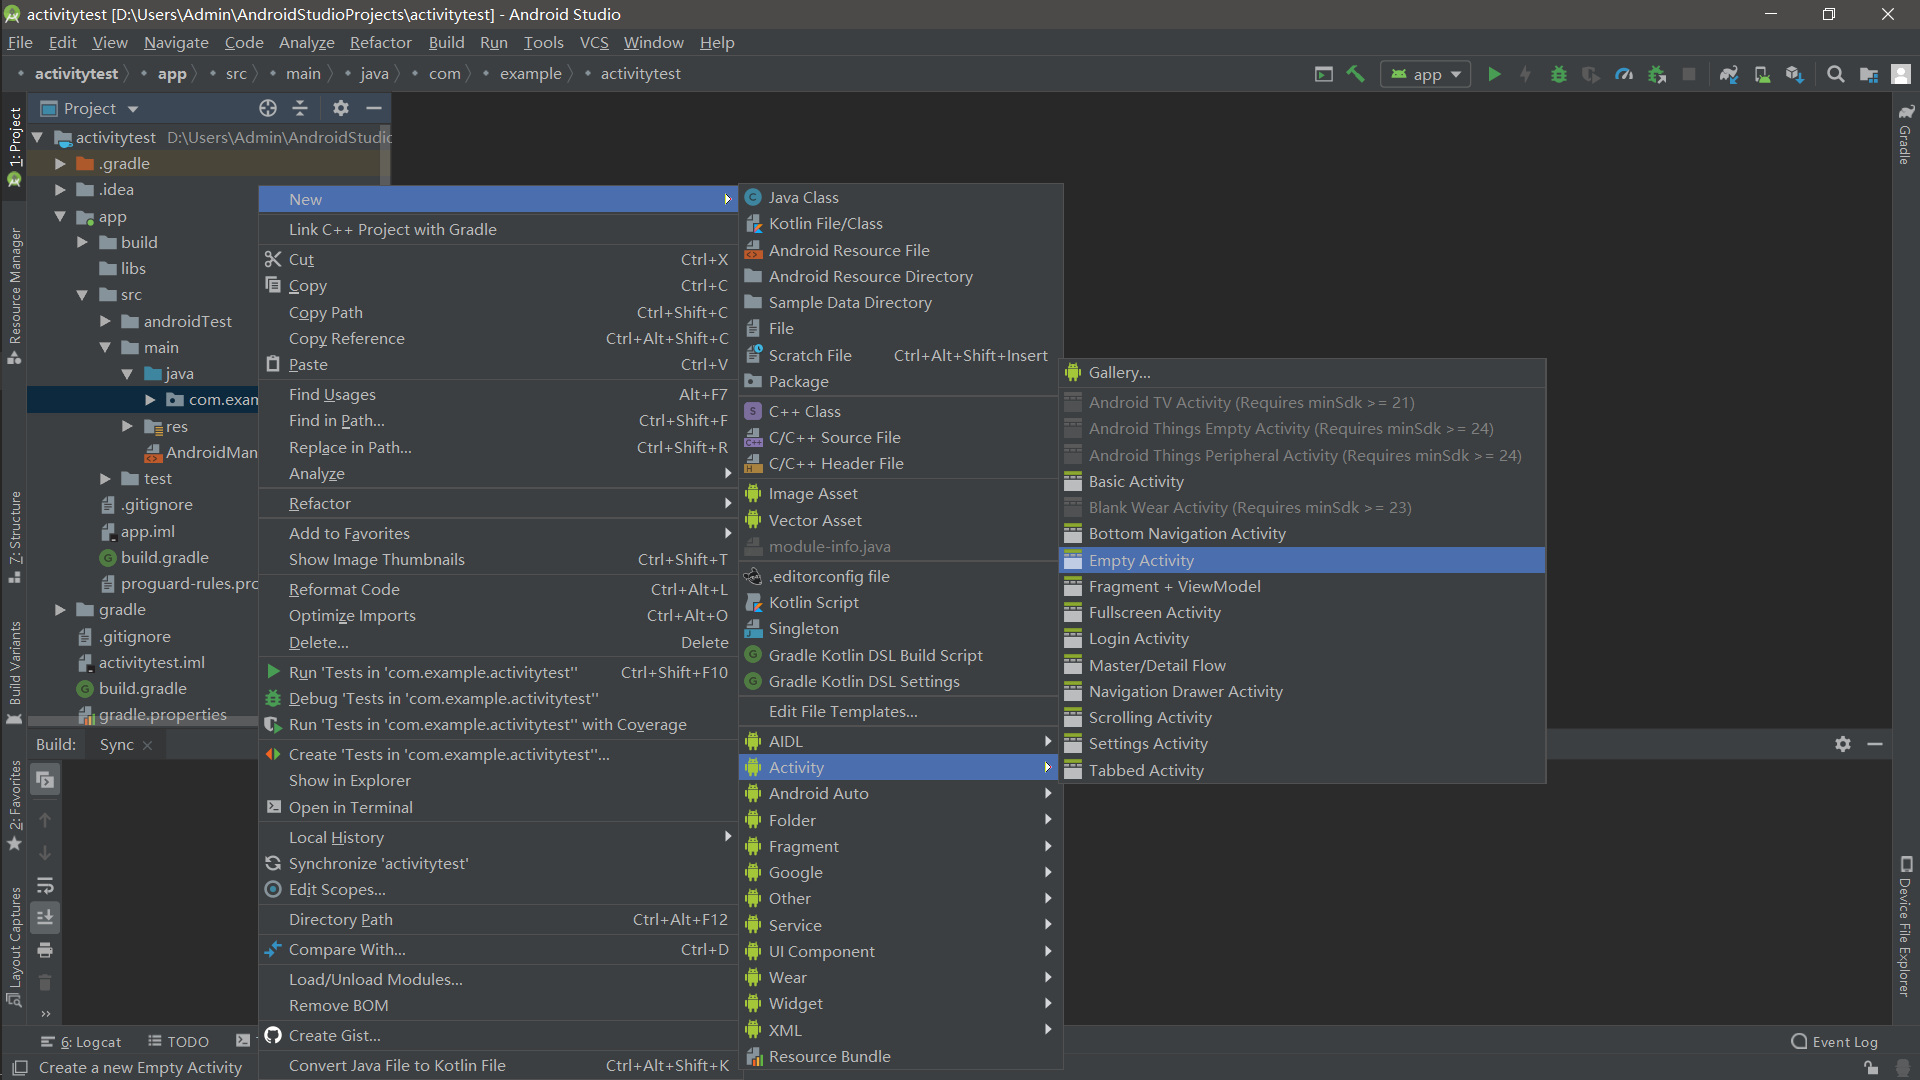 activitytest [D:\Users\Admin\AndroidStudioProjects\activitytest] - Android Studio
File Edit View Navigate Code Analyze Refactor Build Run Tools VCS Window Help
activitytest app src main java com example activitytest
app
Project
1: Project
Resource Manager
Z: Structure
Build Variants
2: Favorites
Layout Captures
activitytest D:\Users\Admin\AndroidStudio
.gradle
.idea
app
build
libs
src
androidTest
main
java
com.exam
res
AndroidMan
test
.gitignore
app.iml
build.gradle
proguard-rules.pro
gradle
.gitignore
activitytest.iml
build.gradle
gradle.properties
Build: Sync
New
Link C++ Project with Gradle
Cut Ctrl+X
Copy Ctrl+C
Copy Path Ctrl+Shift+C
Copy Reference Ctrl+Alt+Shift+C
Paste Ctrl+V
Find Usages Alt+F7
Find in Path... Ctrl+Shift+F
Replace in Path... Ctrl+Shift+R
Analyze
Refactor
Add to Favorites
Show Image Thumbnails Ctrl+Shift+T
Reformat Code Ctrl+Alt+L
Optimize Imports Ctrl+Alt+O
Delete... Delete
Run 'Tests in 'com.example.activitytest'' Ctrl+Shift+F10
Debug 'Tests in 'com.example.activitytest''
Run 'Tests in 'com.example.activitytest'' with Coverage
Create 'Tests in 'com.example.activitytest''...
Show in Explorer
Open in Terminal
Local History
Synchronize 'activitytest'
Edit Scopes...
Directory Path Ctrl+Alt+F12
Compare With... Ctrl+D
Load/Unload Modules...
Remove BOM
Create Gist...
Convert Java File to Kotlin File Ctrl+Alt+Shift+K
Java Class
Kotlin File/Class
Android Resource File
Android Resource Directory
Sample Data Directory
File
Scratch File Ctrl+Alt+Shift+Insert
Package
C++ Class
C/C++ Source File
C/C++ Header File
Image Asset
Vector Asset
module-info.java
.editorconfig file
Kotlin Script
Singleton
Gradle Kotlin DSL Build Script
Gradle Kotlin DSL Settings
Edit File Templates...
AIDL
Activity
Android Auto
Folder
Fragment
Google
Other
Service
UI Component
Wear
Widget
XML
Resource Bundle
Gallery...
Android TV Activity (Requires minSdk >= 21)
Android Things Empty Activity (Requires minSdk >= 24)
Android Things Peripheral Activity (Requires minSdk >= 24)
Basic Activity
Blank Wear Activity (Requires minSdk >= 23)
Bottom Navigation Activity
Empty Activity
Fragment + ViewModel
Fullscreen Activity
Login Activity
Master/Detail Flow
Navigation Drawer Activity
Scrolling Activity
Settings Activity
Tabbed Activity
Gradle
Device File Explorer
6: Logcat TODO
Event Log
Create a new Empty Activity